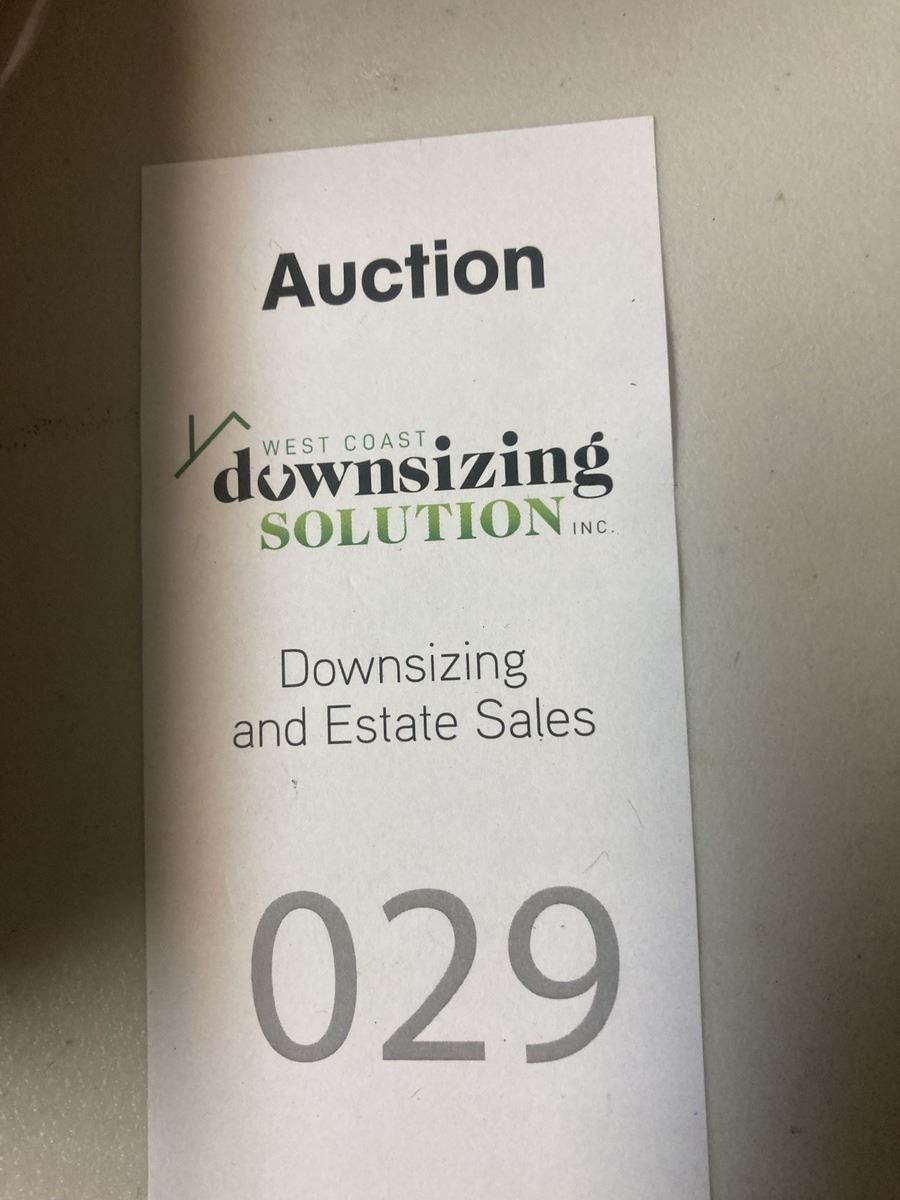 Auction
WEST COAST
downsizing
SOLUTION INC.
Downsizing
and Estate Sales
029